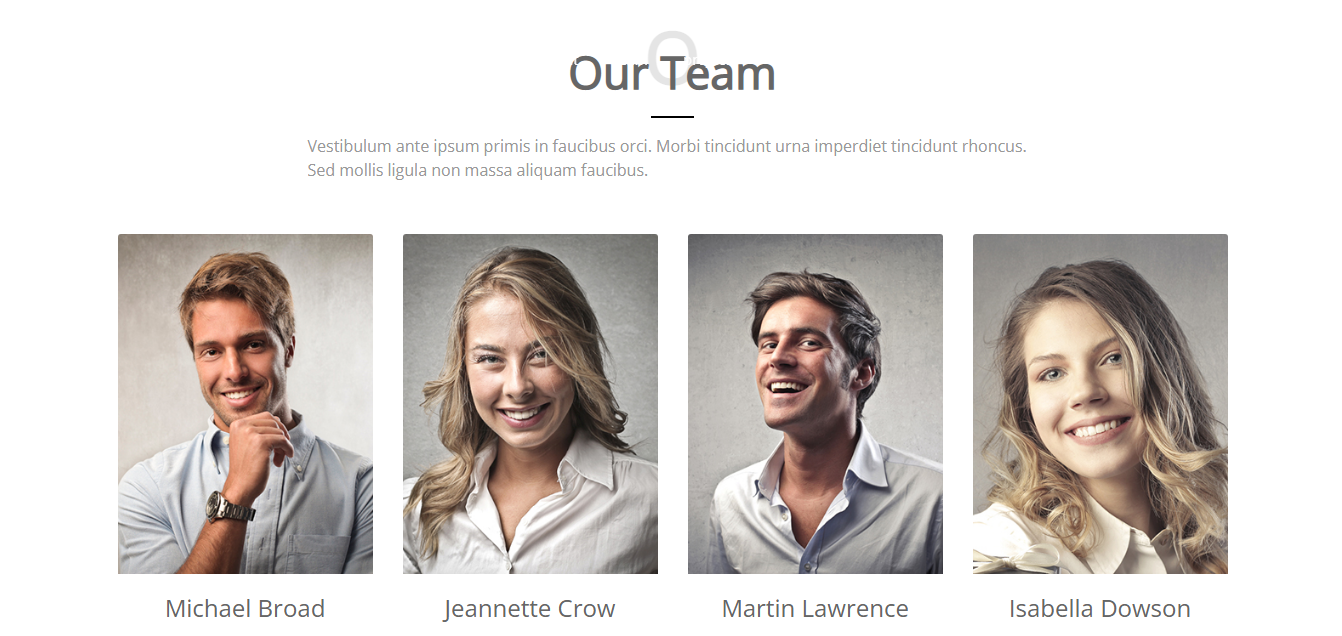 O
Our Team
Vestibulum ante ipsum primis in faucibus orci. Morbi tincidunt urna imperdiet tincidunt rhoncus.
Sed mollis ligula non massa aliquam faucibus.
Michael Broad
Jeannette Crow
Martin Lawrence
Isabella Dowson